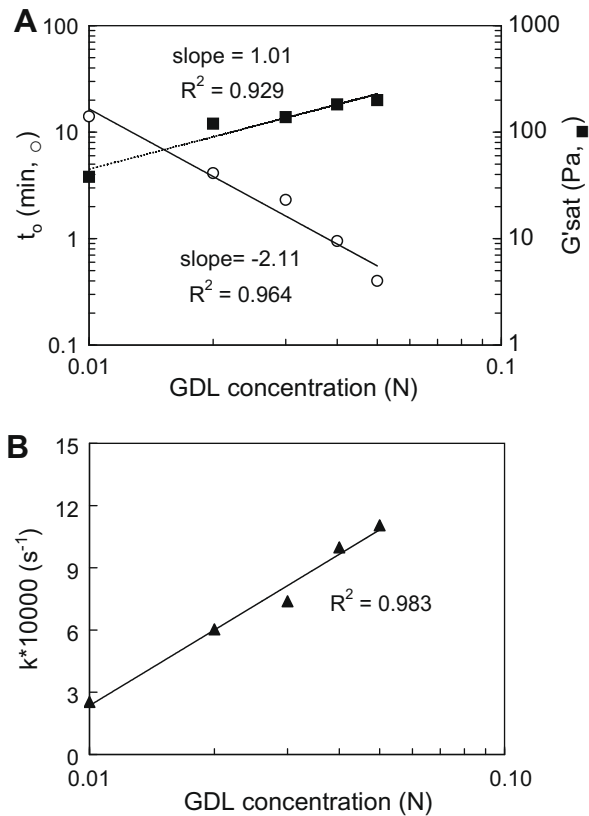 A
100
1000
slope = 1.01
R² = 0.929
10
100
t₀ (min, ○)
G'sat (Pa, ■)
1
10
slope= -2.11
R² = 0.964
0.1
1
0.01
0.1
GDL concentration (N)
B
15
12
9
k*10000 (s⁻¹)
R² = 0.983
6
3
0
0.01
0.10
GDL concentration (N)